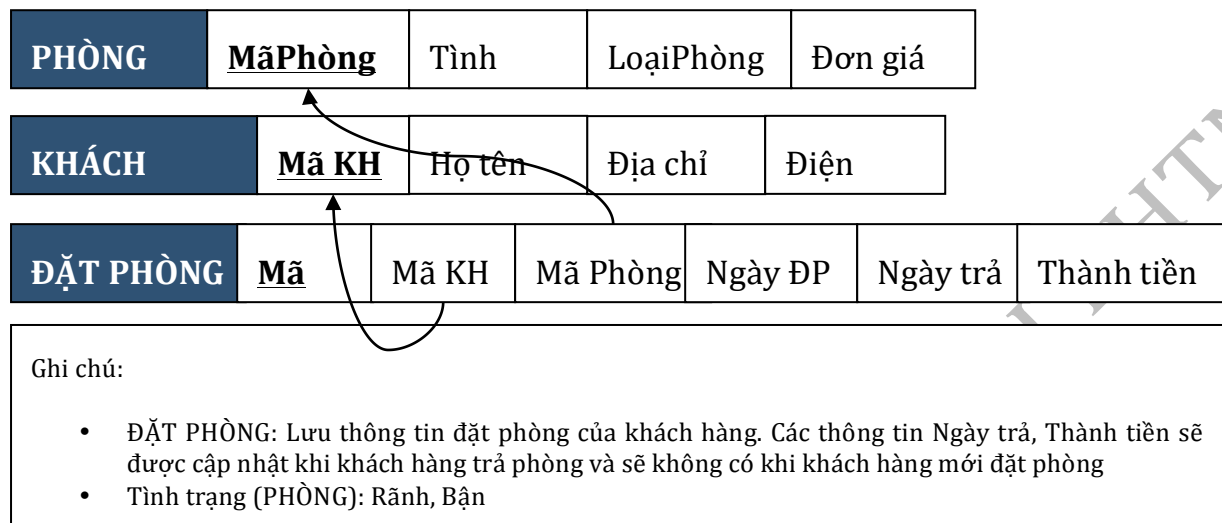 PHÒNG MãPhòng Tình LoạiPhòng Đơn giá
KHÁCH Mã KH Họ tên Địa chỉ Điện
ĐẶT PHÒNG Mã Mã KH Mã Phòng Ngày ĐP Ngày trả Thành tiền
Ghi chú:
• ĐẶT PHÒNG: Lưu thông tin đặt phòng của khách hàng. Các thông tin Ngày trả, Thành tiền sẽ
được cập nhật khi khách hàng trả phòng và sẽ không có khi khách hàng mới đặt phòng
• Tình trạng (PHÒNG): Rãnh, Bận